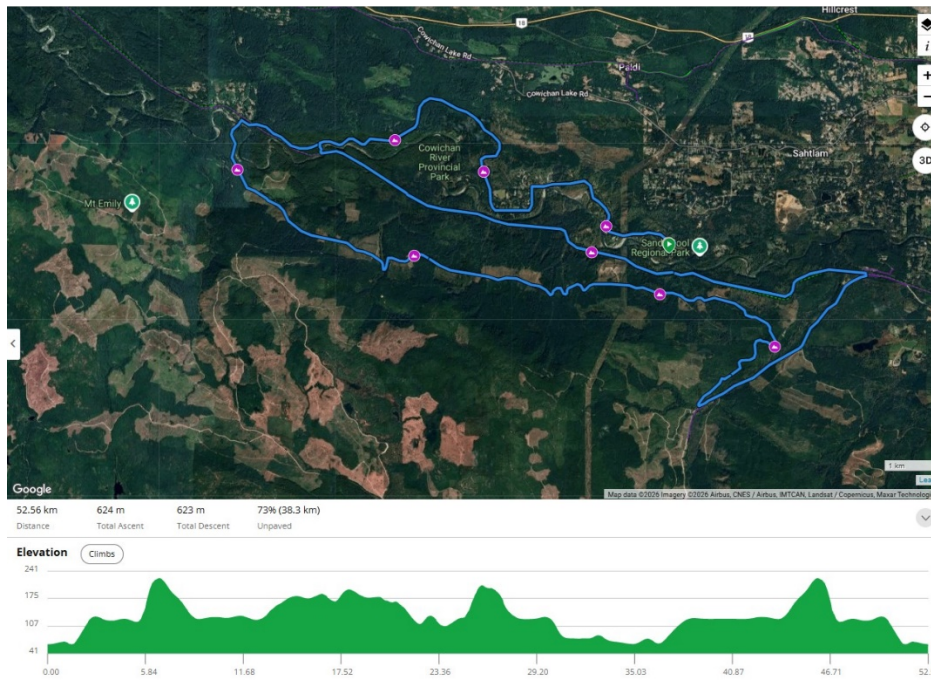 Hillcrest
18
18
i
Cowichan Lake Rd
Paldi
+
Cowichan Lake Rd
−
Cowichan
River
Provincial
Park
Sahtlam
3D
Mt Emily
Regional Park
<
1 km
Google
Map data ©2026 Imagery ©2026 Airbus, CNES / Airbus, IMTCAN, Landsat / Copernicus, Maxar Technolog
52.56 km 624 m 623 m 73% (38.3 km)
Distance Total Ascent Total Descent Unpaved
Elevation Climbs
241
175
107
41
0.00 5.84 11.68 17.52 23.36 29.20 35.03 40.87 46.71 52.